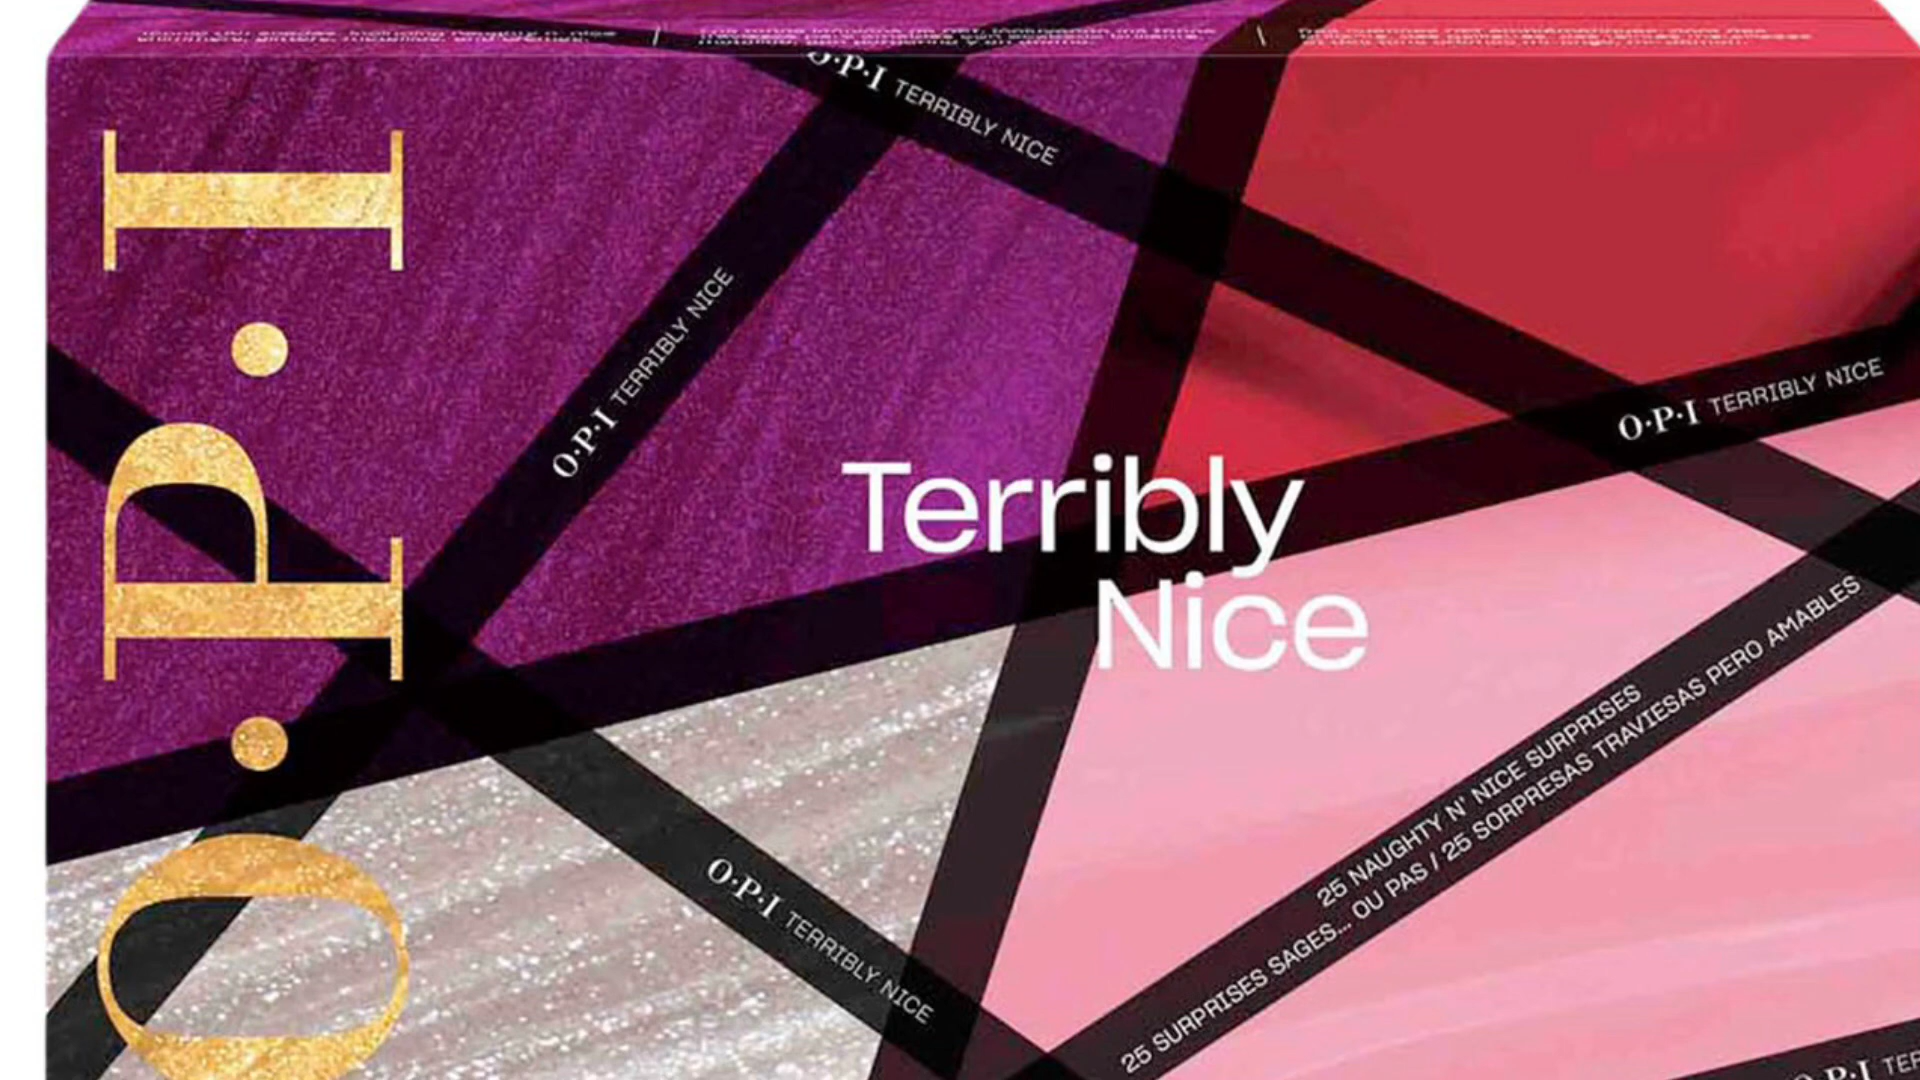 O·P·I
O·P·I TERRIBLY NICE
O·P·I TERRIBLY NICE
O·P·I TERRIBLY NICE
Terribly
Nice
25 NAUGHTY N' NICE SURPRISES
25 SURPRISES SAGES... OU PAS / 25 SORPRESAS TRAVIESAS PERO AMABLES
O·P·I TERRIBLY NICE
O·P·I